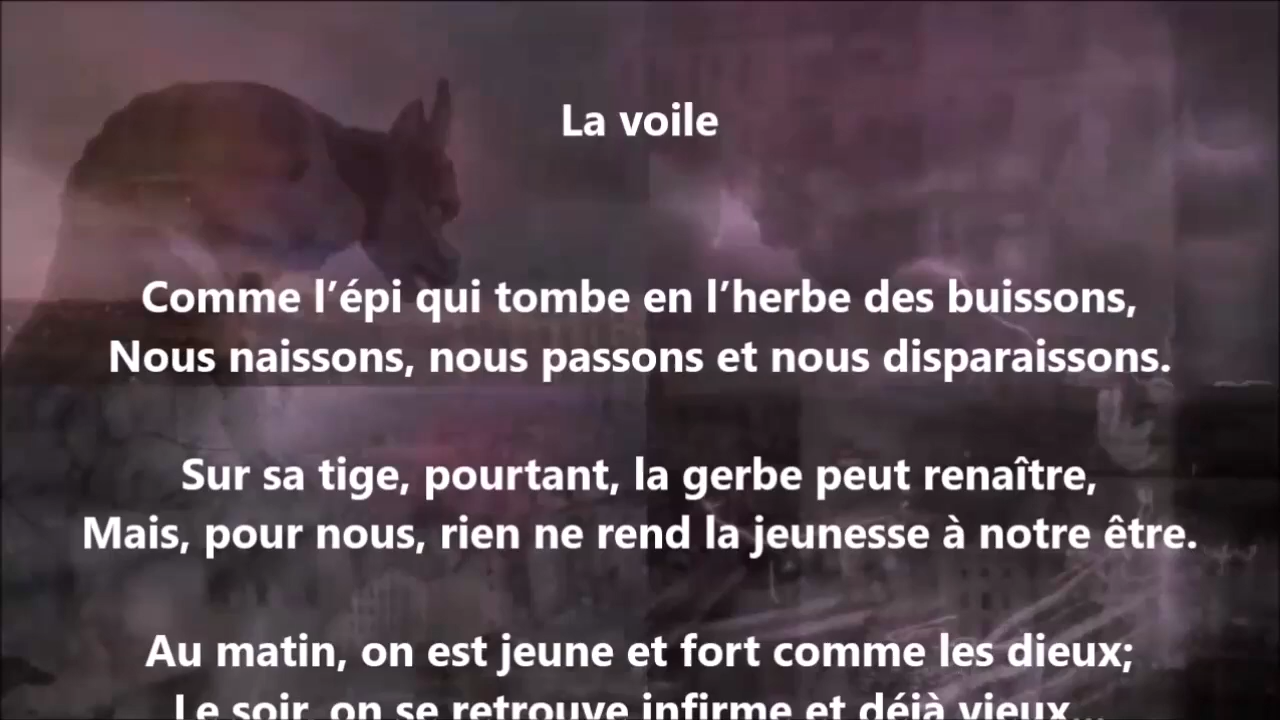 La voile
Comme l’épi qui tombe en l’herbe des buissons,
Nous naissons, nous passons et nous disparaissons.
Sur sa tige, pourtant, la gerbe peut renaître,
Mais, pour nous, rien ne rend la jeunesse à notre être.
Au matin, on est jeune et fort comme les dieux;
Le soir, on se retrouve infirme et déjà vieux...